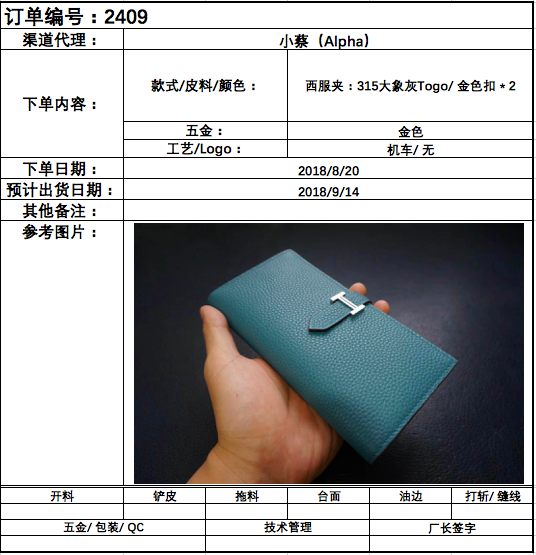 订单编号：2409
渠道代理：
小蔡（Alpha）
下单内容：
款式/皮料/颜色：
西服夹：315大象灰Togo/ 金色扣＊2
五金：
金色
工艺/Logo：
机车/ 无
下单日期：
2018/8/20
预计出货日期：
2018/9/14
其他备注：
参考图片：
开料
铲皮
拖料
台面
油边
打斩/ 缝线
五金/ 包装/ QC
技术管理
厂长签字